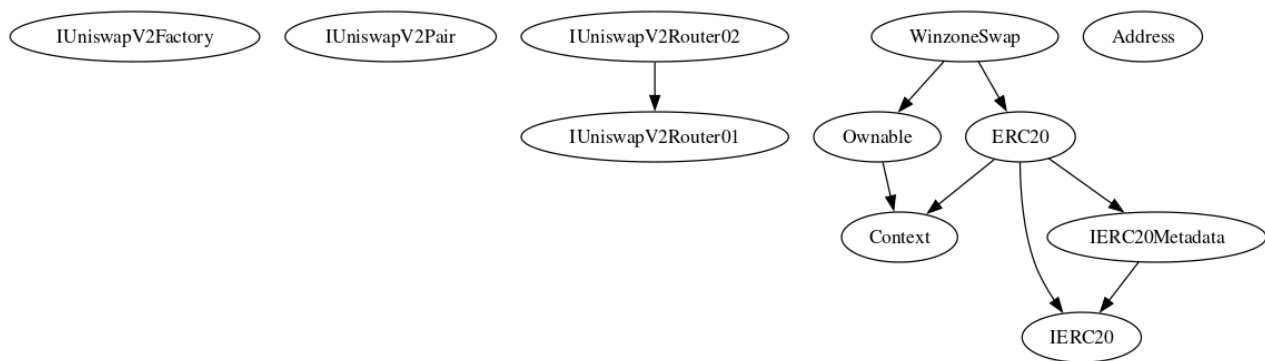 IUniswapV2Factory
IUniswapV2Pair
IUniswapV2Router02
WinzoneSwap
Address
IUniswapV2Router01
Ownable
ERC20
Context
IERC20Metadata
IERC20